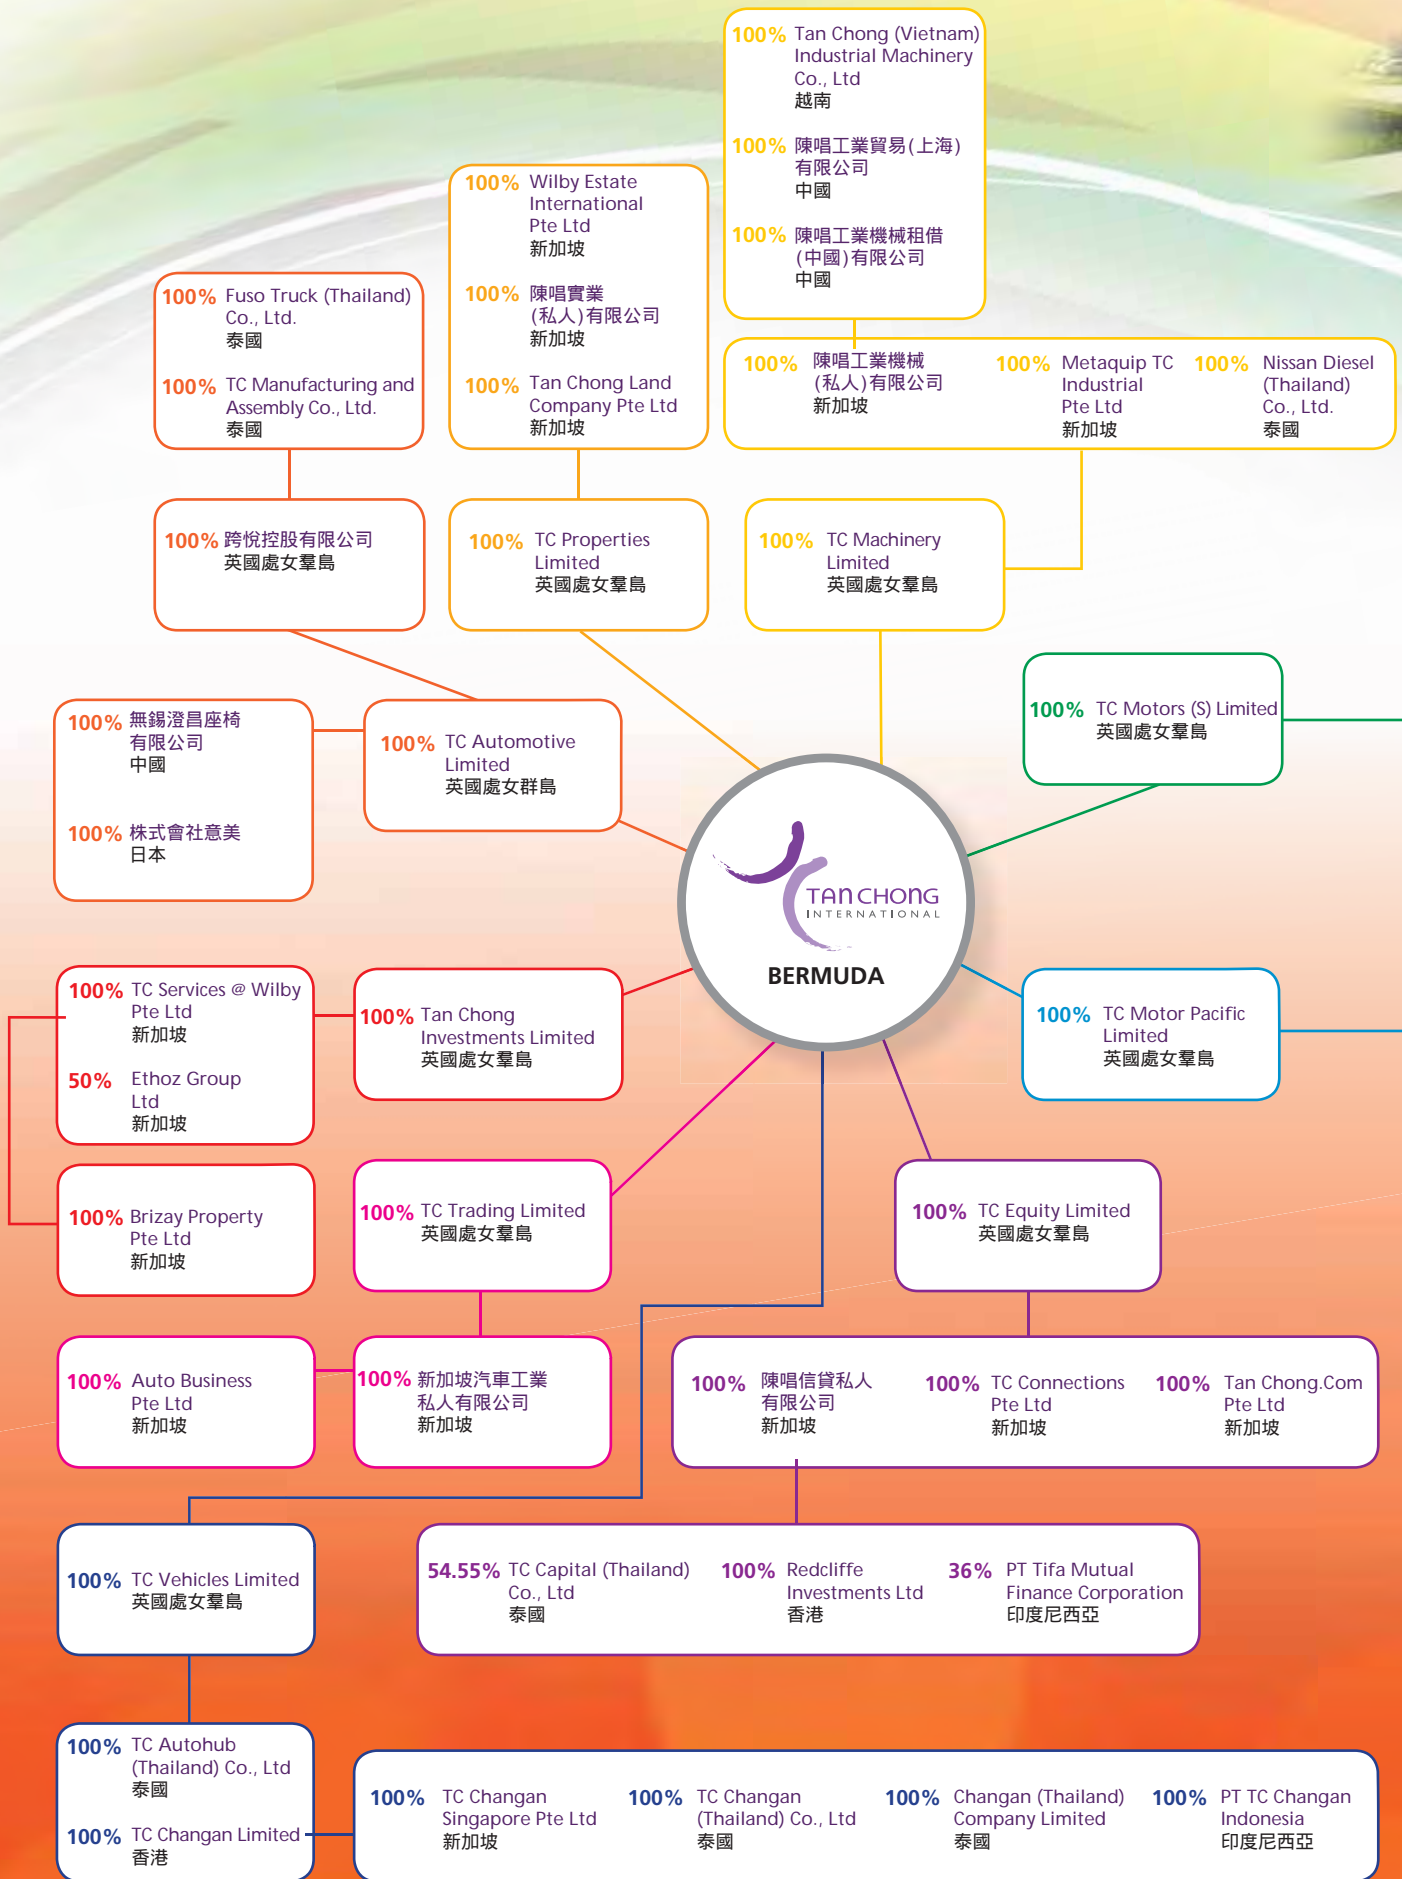 100% Tan Chong (Vietnam)
Industrial Machinery
Co., Ltd
越南
100% 陳唱工業貿易(上海)
有限公司
中國
100% 陳唱工業機械租借
(中國)有限公司
中國
100% Wilby Estate
International
Pte Ltd
新加坡
100% 陳唱實業
(私人)有限公司
新加坡
100% Tan Chong Land
Company Pte Ltd
新加坡
100% Fuso Truck (Thailand)
Co., Ltd.
泰國
100% TC Manufacturing and
Assembly Co., Ltd.
泰國
100% 陳唱工業機械
(私人)有限公司
新加坡
100% Metaquip TC
Industrial
Pte Ltd
新加坡
100% Nissan Diesel
(Thailand)
Co., Ltd.
泰國
100% 跨悅控股有限公司
英國處女羣島
100% TC Properties
Limited
英國處女羣島
100% TC Machinery
Limited
英國處女羣島
100% TC Motors (S) Limited
英國處女羣島
100% 無錫澄昌座椅
有限公司
中國
100% 株式會社意美
日本
100% TC Automotive
Limited
英國處女群島
TAN CHONG
INTERNATIONAL
BERMUDA
100% TC Services @ Wilby
Pte Ltd
新加坡
50% Ethoz Group
Ltd
新加坡
100% Tan Chong
Investments Limited
英國處女羣島
100% TC Motor Pacific
Limited
英國處女羣島
100% Brizay Property
Pte Ltd
新加坡
100% TC Trading Limited
英國處女羣島
100% TC Equity Limited
英國處女羣島
100% Auto Business
Pte Ltd
新加坡
100% 新加坡汽車工業
私人有限公司
新加坡
100% 陳唱信貸私人
有限公司
新加坡
100% TC Connections
Pte Ltd
新加坡
100% Tan Chong.Com
Pte Ltd
新加坡
100% TC Vehicles Limited
英國處女羣島
54.55% TC Capital (Thailand)
Co., Ltd
泰國
100% Redcliffe
Investments Ltd
香港
36% PT Tifa Mutual
Finance Corporation
印度尼西亞
100% TC Autohub
(Thailand) Co., Ltd
泰國
100% TC Changan Limited
香港
100% TC Changan
Singapore Pte Ltd
新加坡
100% TC Changan
(Thailand) Co., Ltd
泰國
100% Changan (Thailand)
Company Limited
泰國
100% PT TC Changan
Indonesia
印度尼西亞